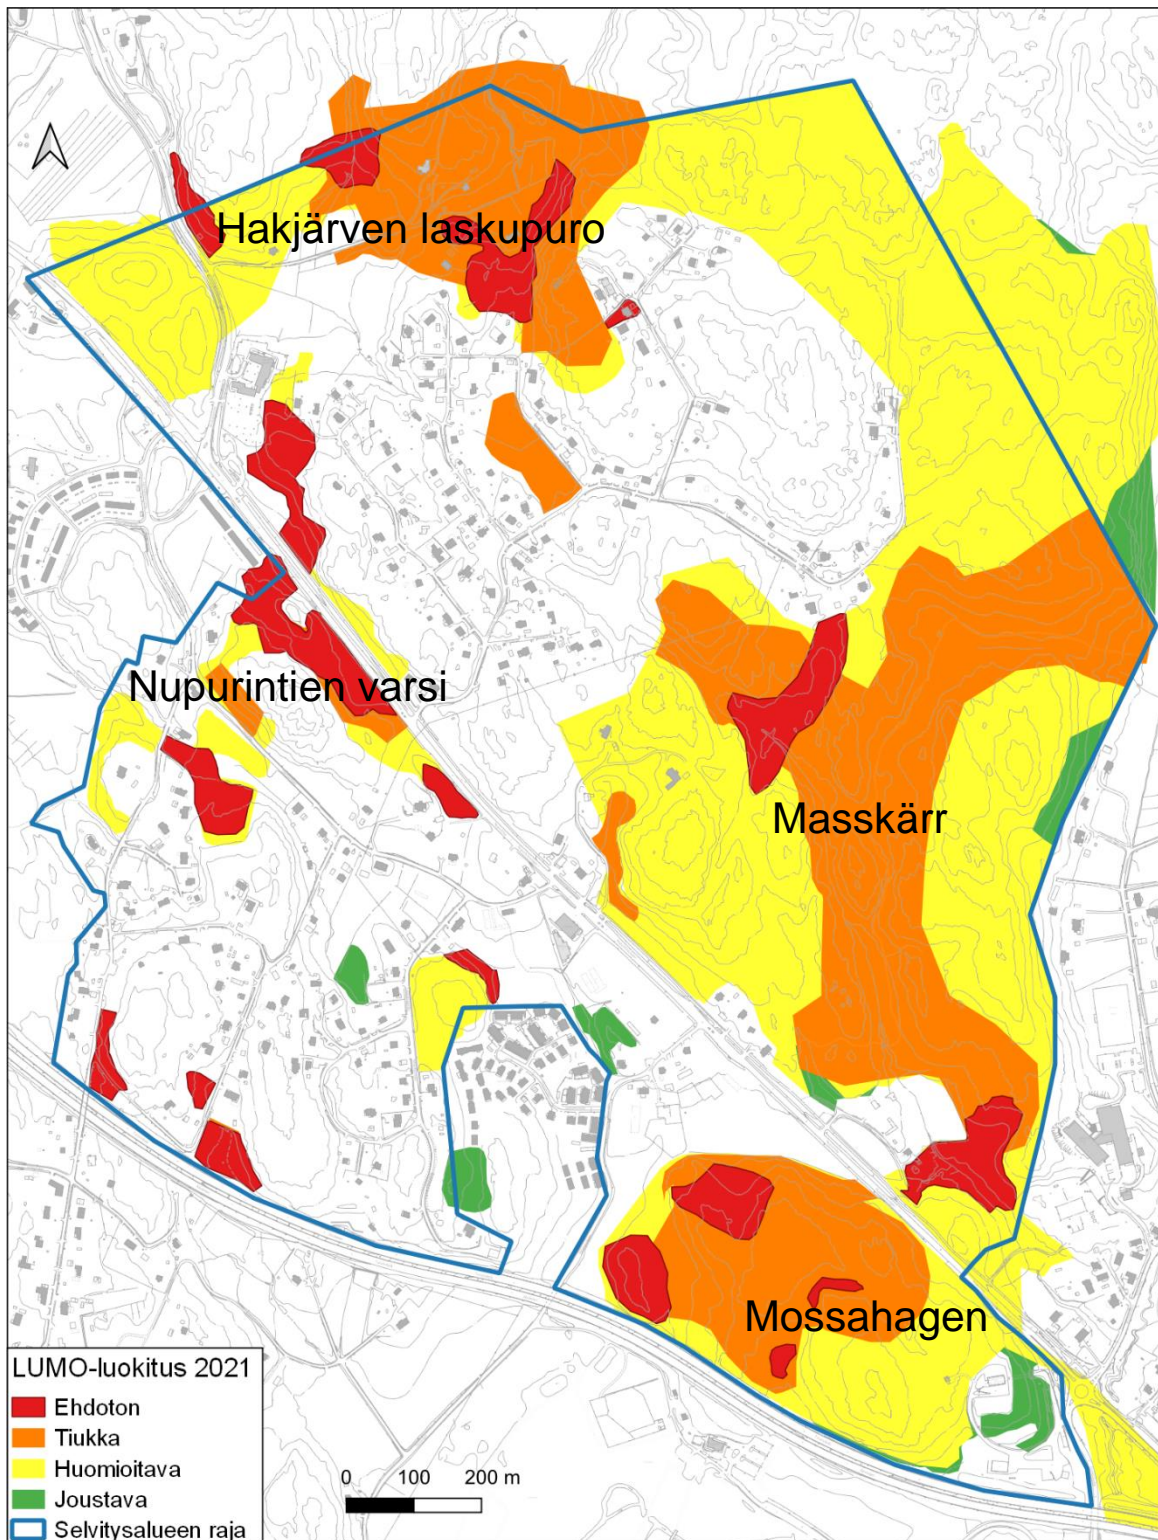 Hakjärven laskupuro
Nupurintien varsi
Masskärr
Mossahagen
LUMO-luokitus 2021
Ehdoton
Tiukka
Huomioitava
Joustava
Selvitysalueen raja
0 100 200 m